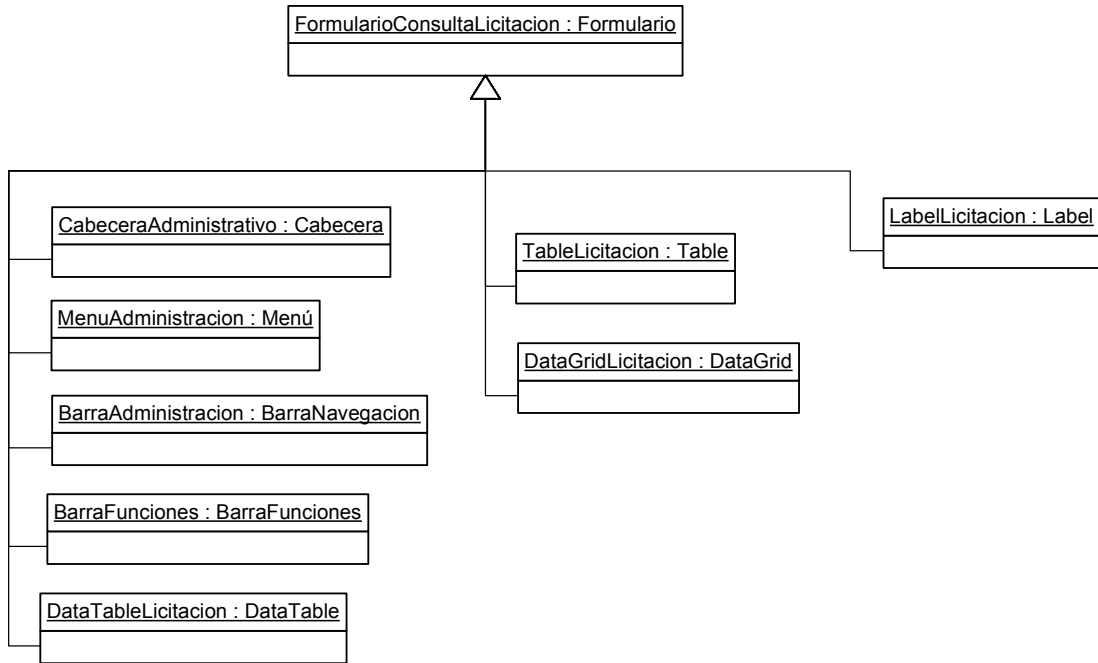 FormularioConsultaLicitacion : Formulario
CabeceraAdministrativo : Cabecera
MenuAdministracion : Menú
BarraAdministracion : BarraNavegacion
BarraFunciones : BarraFunciones
DataTableLicitacion : DataTable
TableLicitacion : Table
DataGridLicitacion : DataGrid
LabelLicitacion : Label